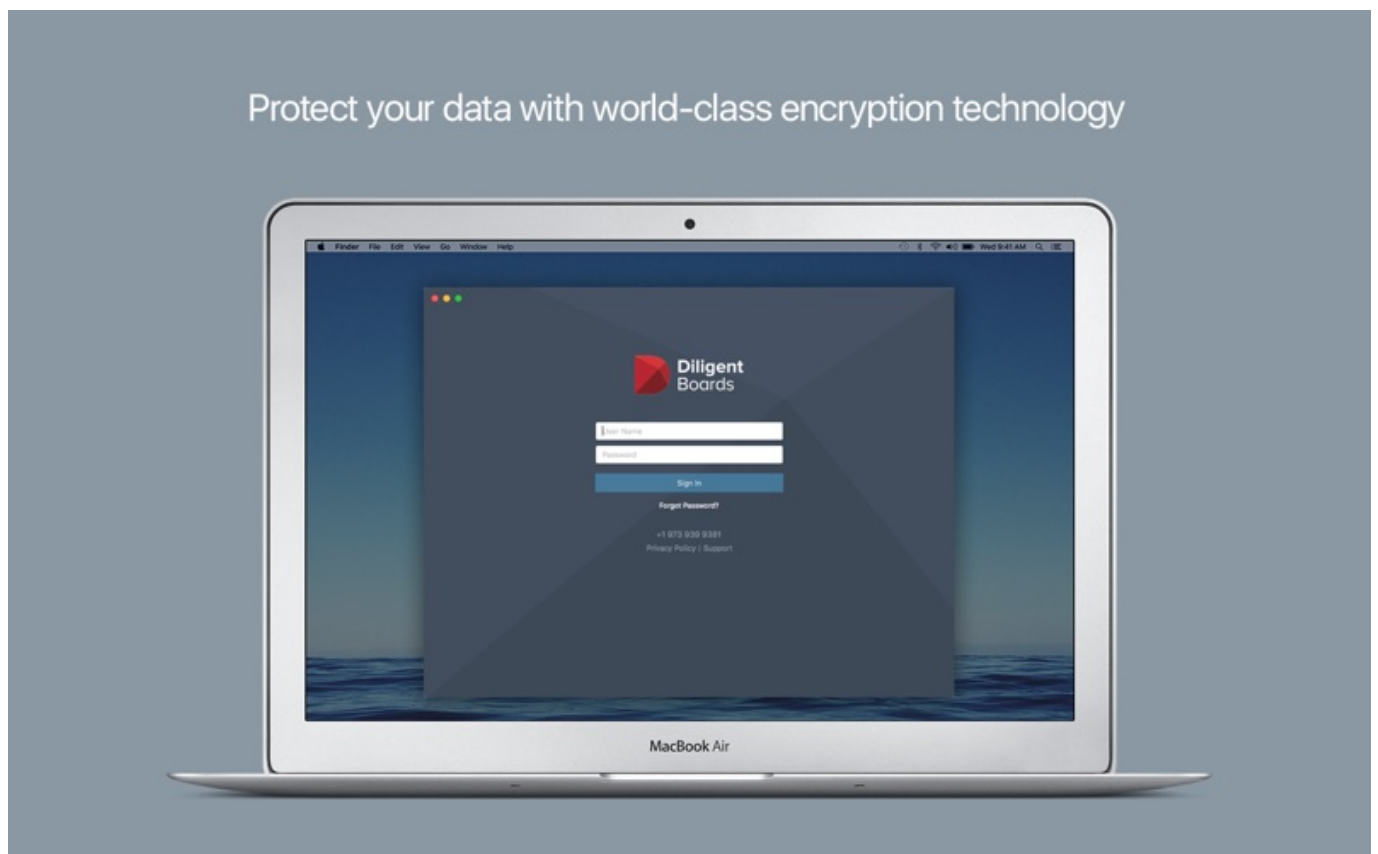 Protect your data with world-class encryption technology
Finder File Edit View Go Window Help
Wed 9:41 AM
Diligent
Boards
User Name
Password
Sign In
Forgot Password?
+1 973 939 9381
Privacy Policy | Support
MacBook Air